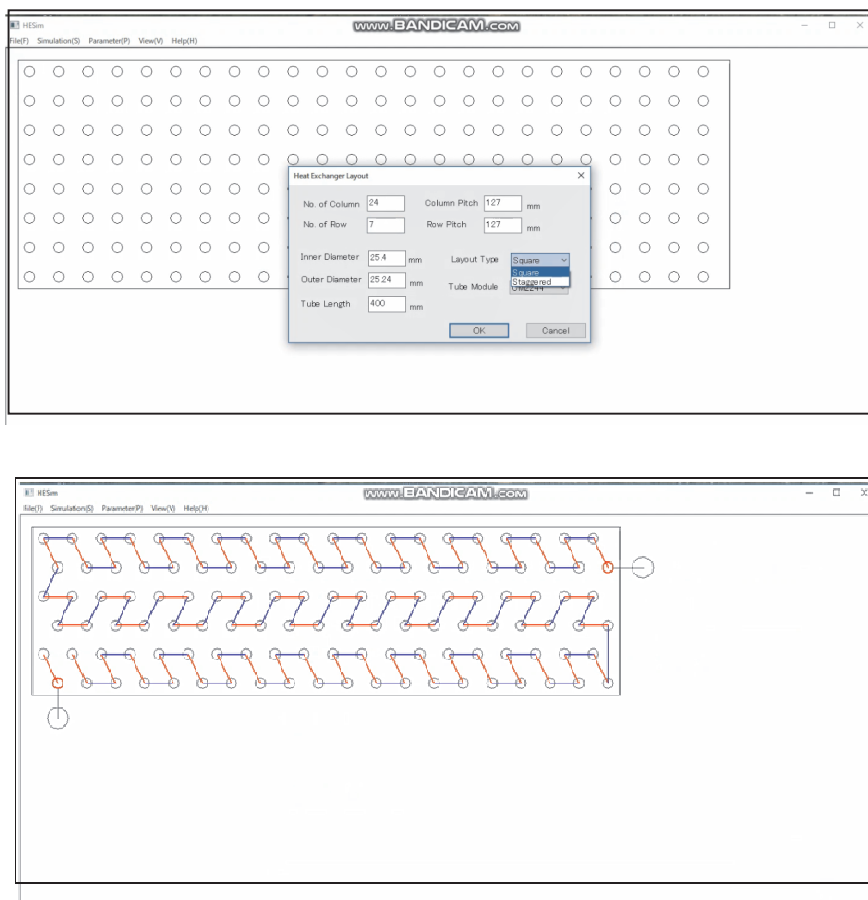 HESim
WWW.BANDICAM.COM
File(F) Simulation(S) Parameter(P) View(V) Help(H)
Heat Exchanger Layout
No. of Column 24 Column Pitch 127 mm
No. of Row 7 Row Pitch 127 mm
Inner Diameter 25.4 mm Layout Type Square
Square
Outer Diameter 25.24 mm Tube Module
Staggered
Tube Length 400 mm
OK Cancel
HESim
WWW.BANDICAM.COM
File(F) Simulation(S) Parameter(P) View(V) Help(H)